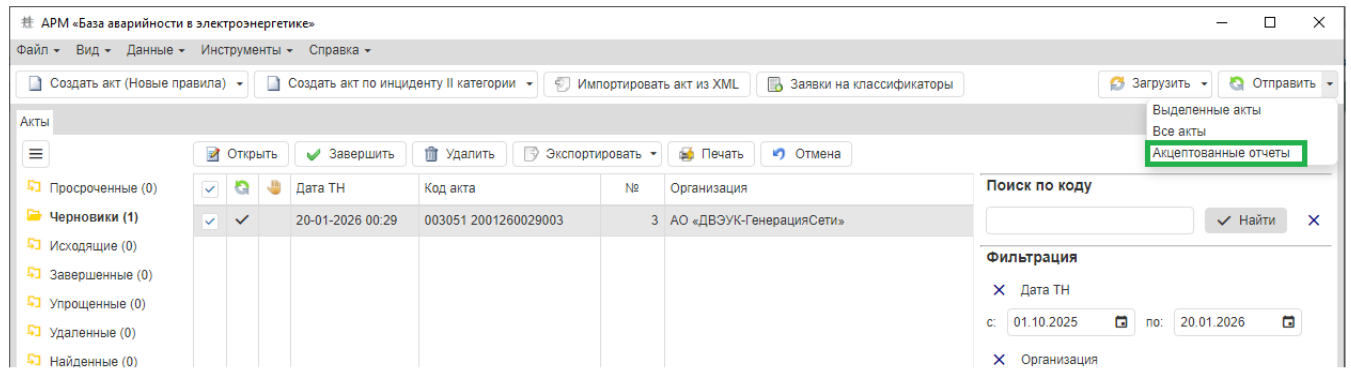 АРМ «База аварийности в электроэнергетике»
Файл Вид Данные Инструменты Справка
Создать акт (Новые правила) Создать акт по инциденту II категории Импортировать акт из XML Заявки на классификаторы Загрузить Отправить
Выделенные акты
Все акты
Акцептованные отчеты
Акты
Открыть Завершить Удалить Экспортировать Печать Отмена
Просроченные (0)
Черновики (1)
Исходящие (0)
Завершенные (0)
Упрощенные (0)
Удаленные (0)
Найденные (0)
Дата ТН Код акта № Организация
20-01-2026 00:29 003051 2001260029003 3 АО «ДВЭУК-ГенерацияСети»
Поиск по коду
Найти
Фильтрация
Дата ТН
с: 01.10.2025 по: 20.01.2026
Организация